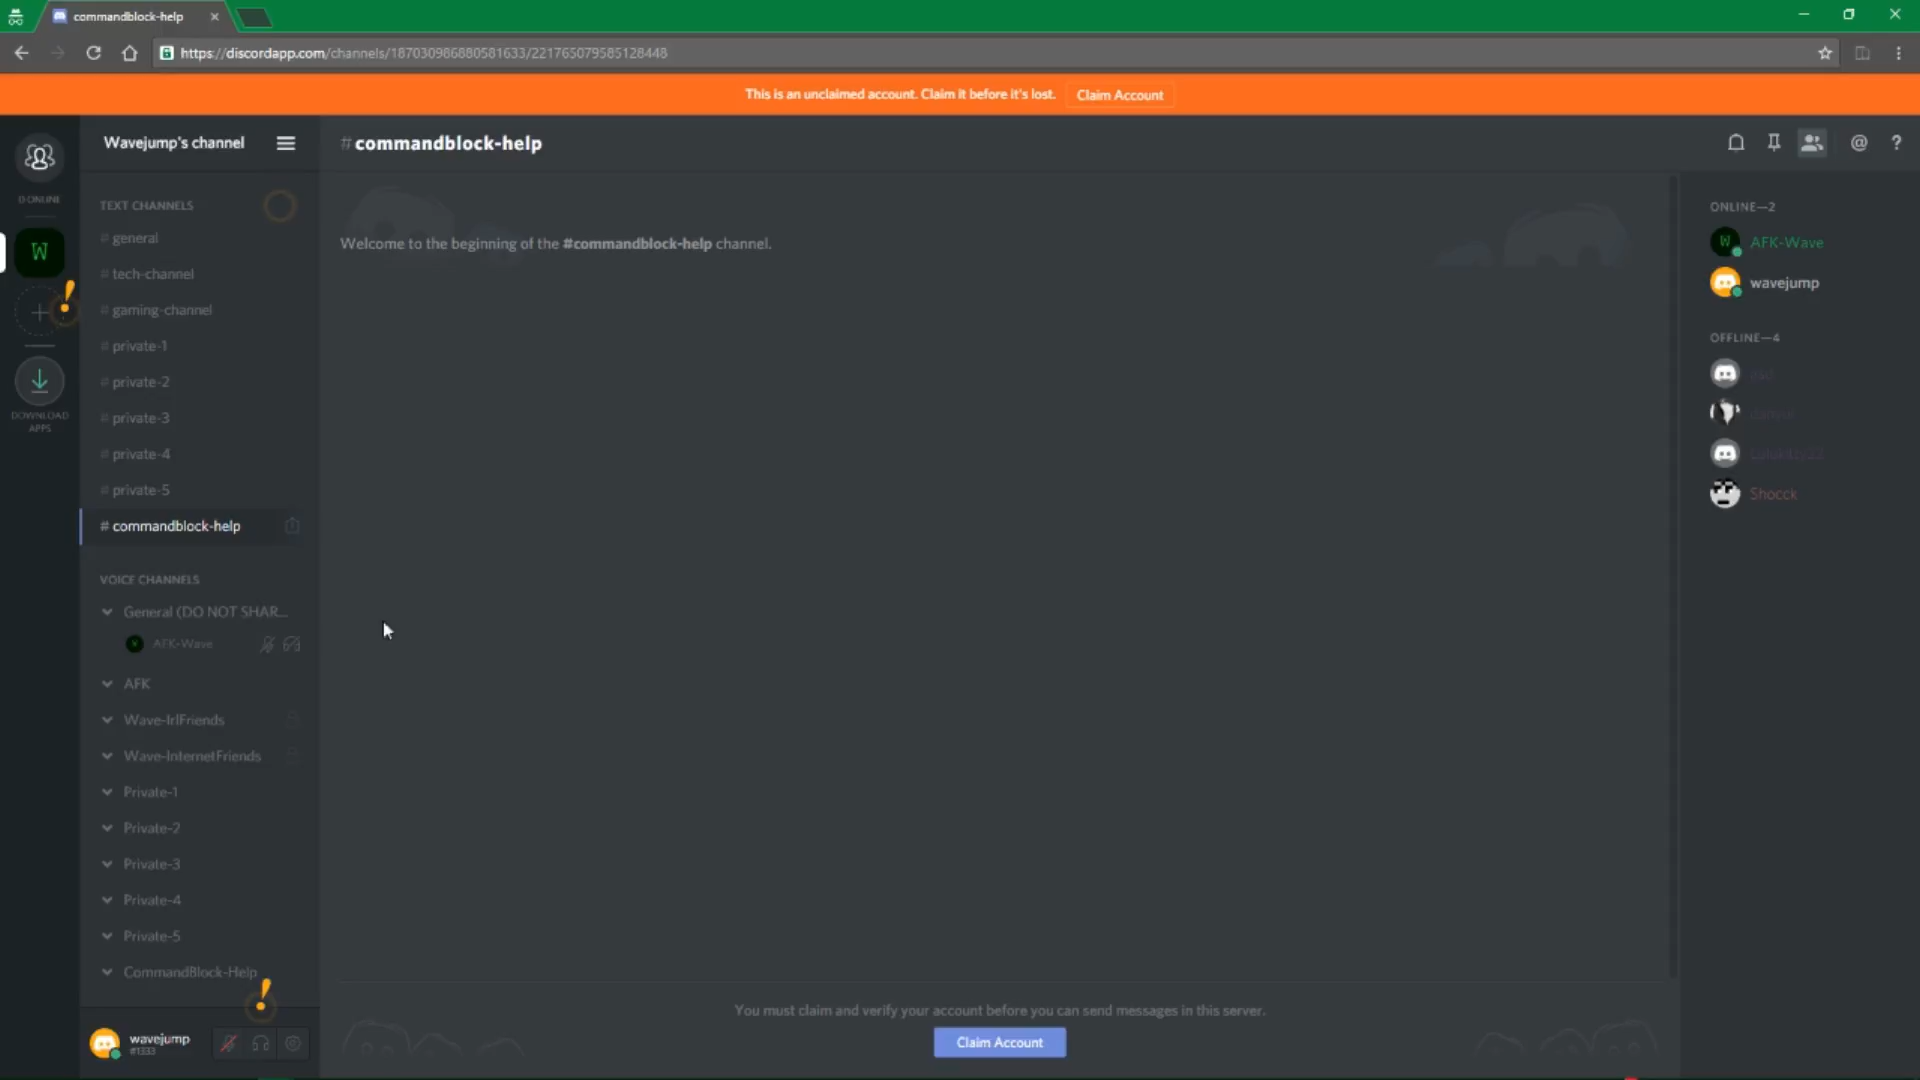 commandblock-help
https://discordapp.com/channels/187030986880581633/221765079585128448
This is an unclaimed account. Claim it before it's lost. Claim Account
Wavejump's channel
#commandblock-help
0 ONLINE
W
DOWNLOAD
APPS
TEXT CHANNELS
# general
# tech-channel
# gaming-channel
# private-1
# private-2
# private-3
# private-4
# private-5
# commandblock-help
VOICE CHANNELS
General (DO NOT SHAR...
AFK-Wave
AFK
Wave-IrlFriends
Wave-InternetFriends
Private-1
Private-2
Private-3
Private-4
Private-5
CommandBlock-Help
wavejump
#1333
Welcome to the beginning of the #commandblock-help channel.
You must claim and verify your account before you can send messages in this server.
Claim Account
ONLINE—2
AFK-Wave
wavejump
OFFLINE—4
Shocck